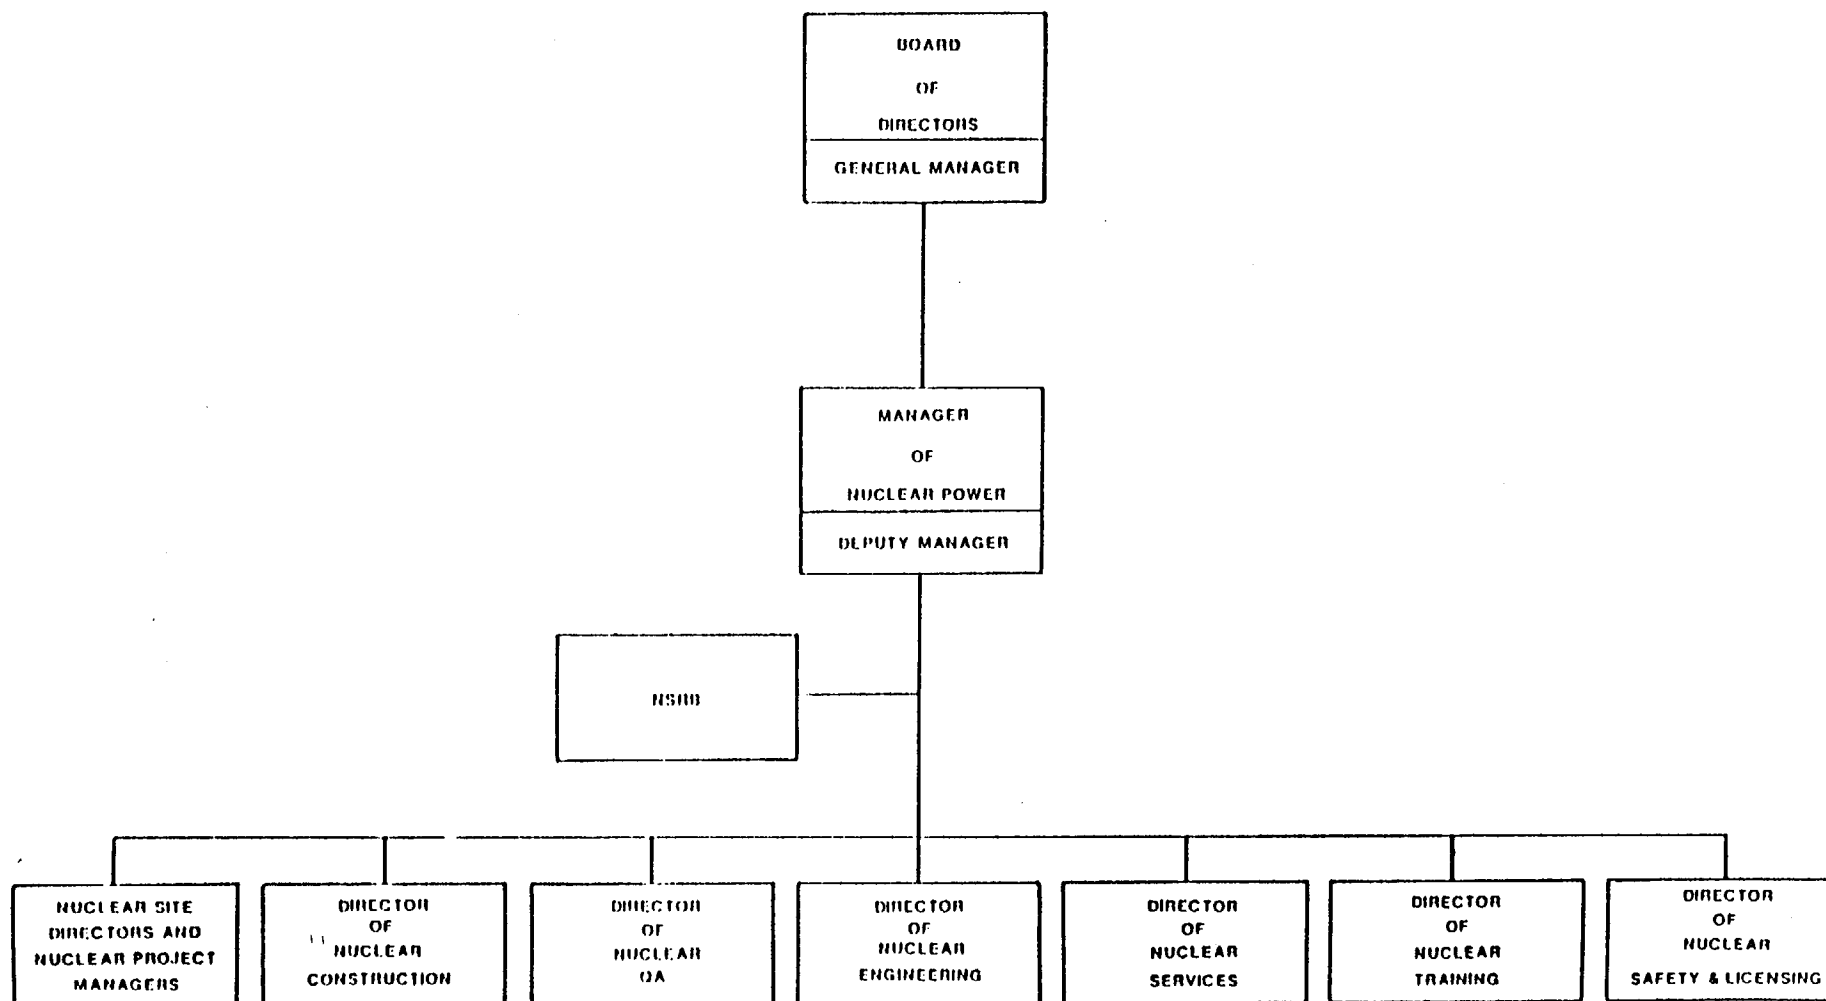 BOARD
OF
DIRECTORS
GENERAL MANAGER
MANAGER
OF
NUCLEAR POWER
DEPUTY MANAGER
NSRB
NUCLEAR SITE
DIRECTORS AND
NUCLEAR PROJECT
MANAGERS
DIRECTOR
OF
NUCLEAR
CONSTRUCTION
DIRECTOR
OF
NUCLEAR
QA
DIRECTOR
OF
NUCLEAR
ENGINEERING
DIRECTOR
OF
NUCLEAR
SERVICES
DIRECTOR
OF
NUCLEAR
TRAINING
DIRECTOR
OF
NUCLEAR
SAFETY & LICENSING